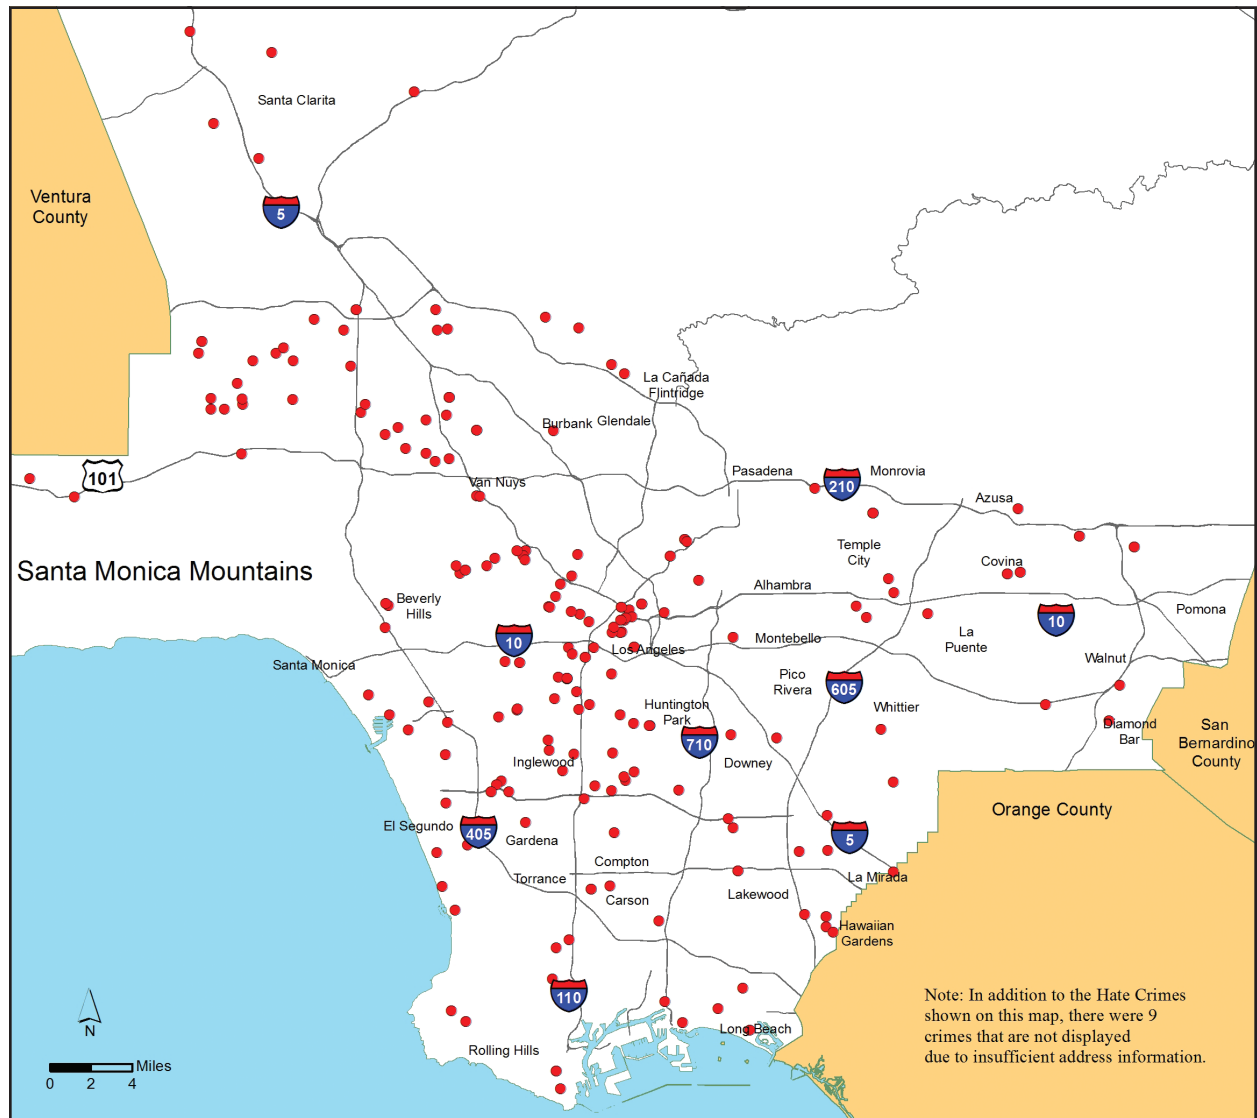 Santa Clarita
Ventura
County
5
La Cañada
Flintridge
Burbank
Glendale
101
Van Nuys
Pasadena
210
Monrovia
Azusa
Santa Monica Mountains
Temple
City
Covina
Beverly
Hills
Alhambra
10
Pomona
10
Los Angeles
Montebello
La
Puente
Santa Monica
Pico
Rivera
605
Walnut
Huntington
Park
Whittier
710
Diamond
Bar
San
Bernardino
County
Inglewood
Downey
Orange County
El Segundo
405
Gardena
5
Compton
Torrance
La Mirada
Carson
Lakewood
Hawaiian
Gardens
110
Note: In addition to the Hate Crimes
shown on this map, there were 9
crimes that are not displayed
due to insufficient address information.
N
Long Beach
Rolling Hills
Miles
0 2 4